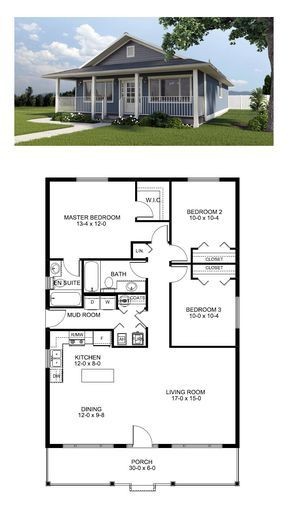 W.I.C.
MASTER BEDROOM
13-4 x 12-0
BEDROOM 2
10-0 x 10-4
LIN.
CLOSET
CLOSET
BATH
EN SUITE
D W
COATS
BEDROOM 3
10-0 x 10-4
MUD ROOM
R/MW
F
KITCHEN
12-0 x 8-0
LIVING ROOM
17-0 x 15-0
DINING
12-0 x 9-8
PORCH
30-0 x 6-0